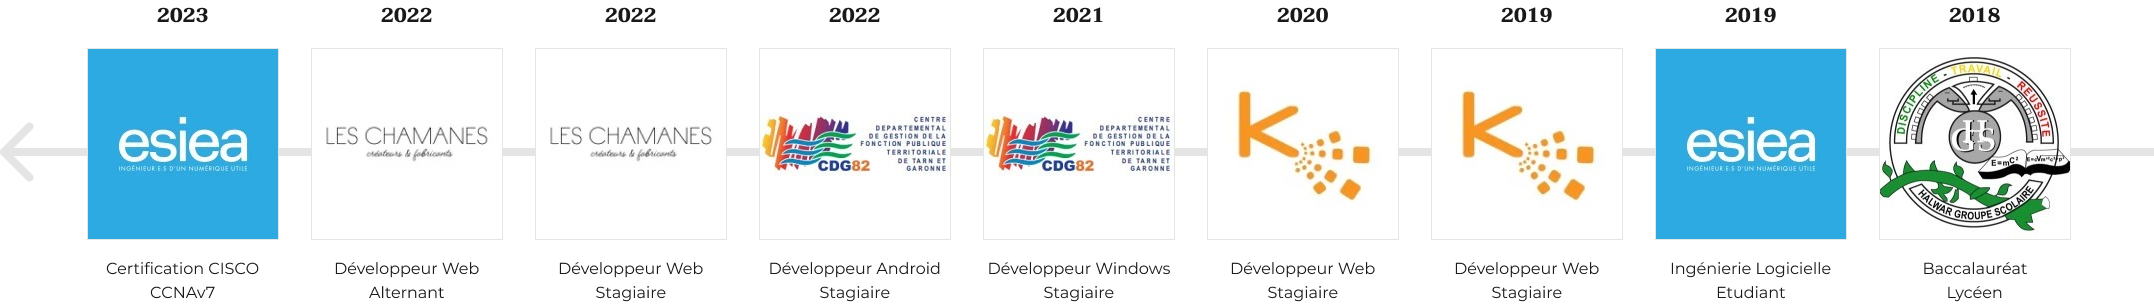 2023
2022
2022
2022
2021
2020
2019
2019
2018
esiea
INGÉNIEUR·E·S D'UN NUMÉRIQUE UTILE
LES CHAMANES
créateurs & fabricants
LES CHAMANES
créateurs & fabricants
CENTRE
DEPARTEMENTAL
DE GESTION DE LA
FONCTION PUBLIQUE
TERRITORIALE
DE TARN ET
GARONNE
CDG82
CENTRE
DEPARTEMENTAL
DE GESTION DE LA
FONCTION PUBLIQUE
TERRITORIALE
DE TARN ET
GARONNE
CDG82
K
K
esiea
INGÉNIEUR·E·S D'UN NUMÉRIQUE UTILE
DISCIPLINE - TRAVAIL - REUSSITE
HGS
E=mC²
HALWAR GROUPE SCOLAIRE
Certification CISCO
CCNAv7
Développeur Web
Alternant
Développeur Web
Stagiaire
Développeur Android
Stagiaire
Développeur Windows
Stagiaire
Développeur Web
Stagiaire
Développeur Web
Stagiaire
Ingénierie Logicielle
Etudiant
Baccalauréat
Lycéen